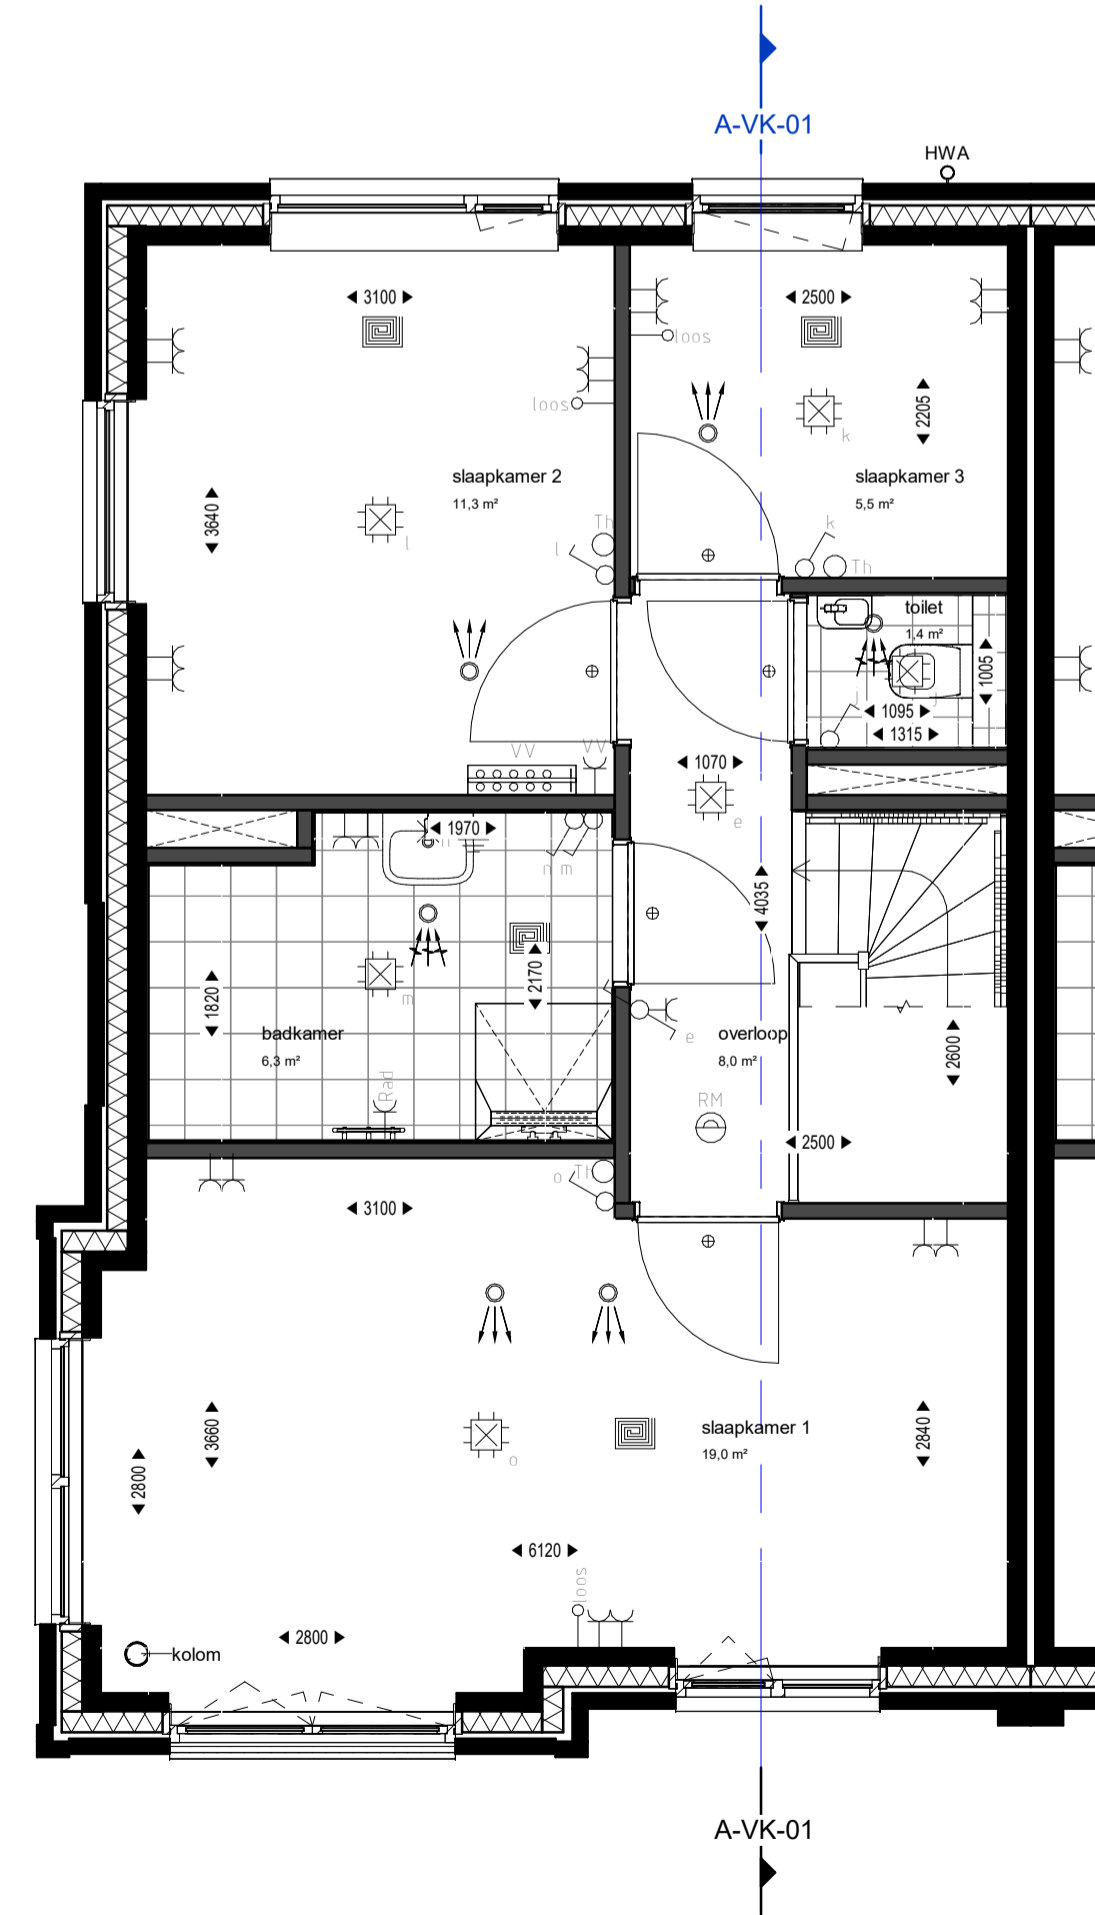 A-VK-01
HWA
3100
2500
loos
loos
2205
k
slaapkamer 2
11,3 m²
slaapkamer 3
5,5 m²
3640
l
Th
l
k
Th
toilet
1,4 m²
1005
j
1095
j
1315
VV
VV
1070
e
1970
n
n m
4035
2170
m
1820
badkamer
6,3 m²
e
overloop
8,0 m²
2600
Rad
RM
2500
o
Th
3100
slaapkamer 1
19,0 m²
3660
2840
o
2800
6120
loos
2800
kolom
A-VK-01